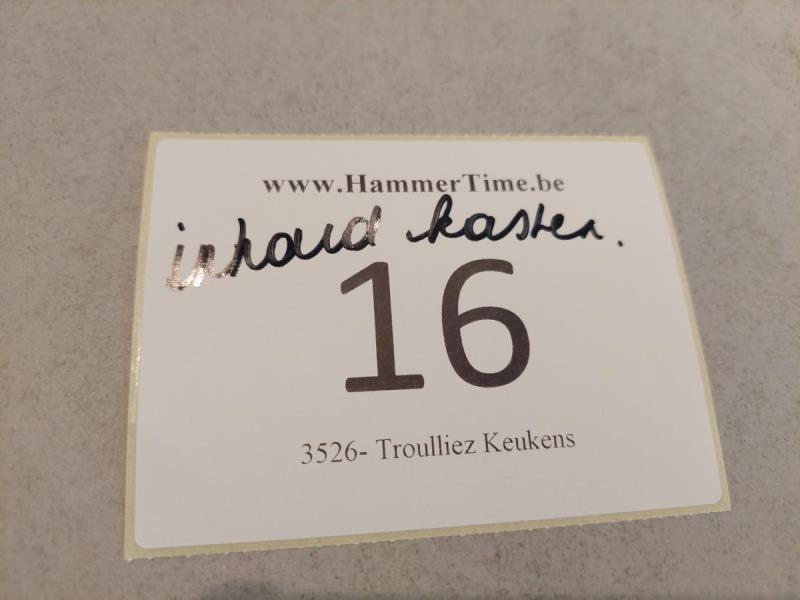 www.HammerTime.be
inhoud kasten.
16
3526- Troulliez Keukens